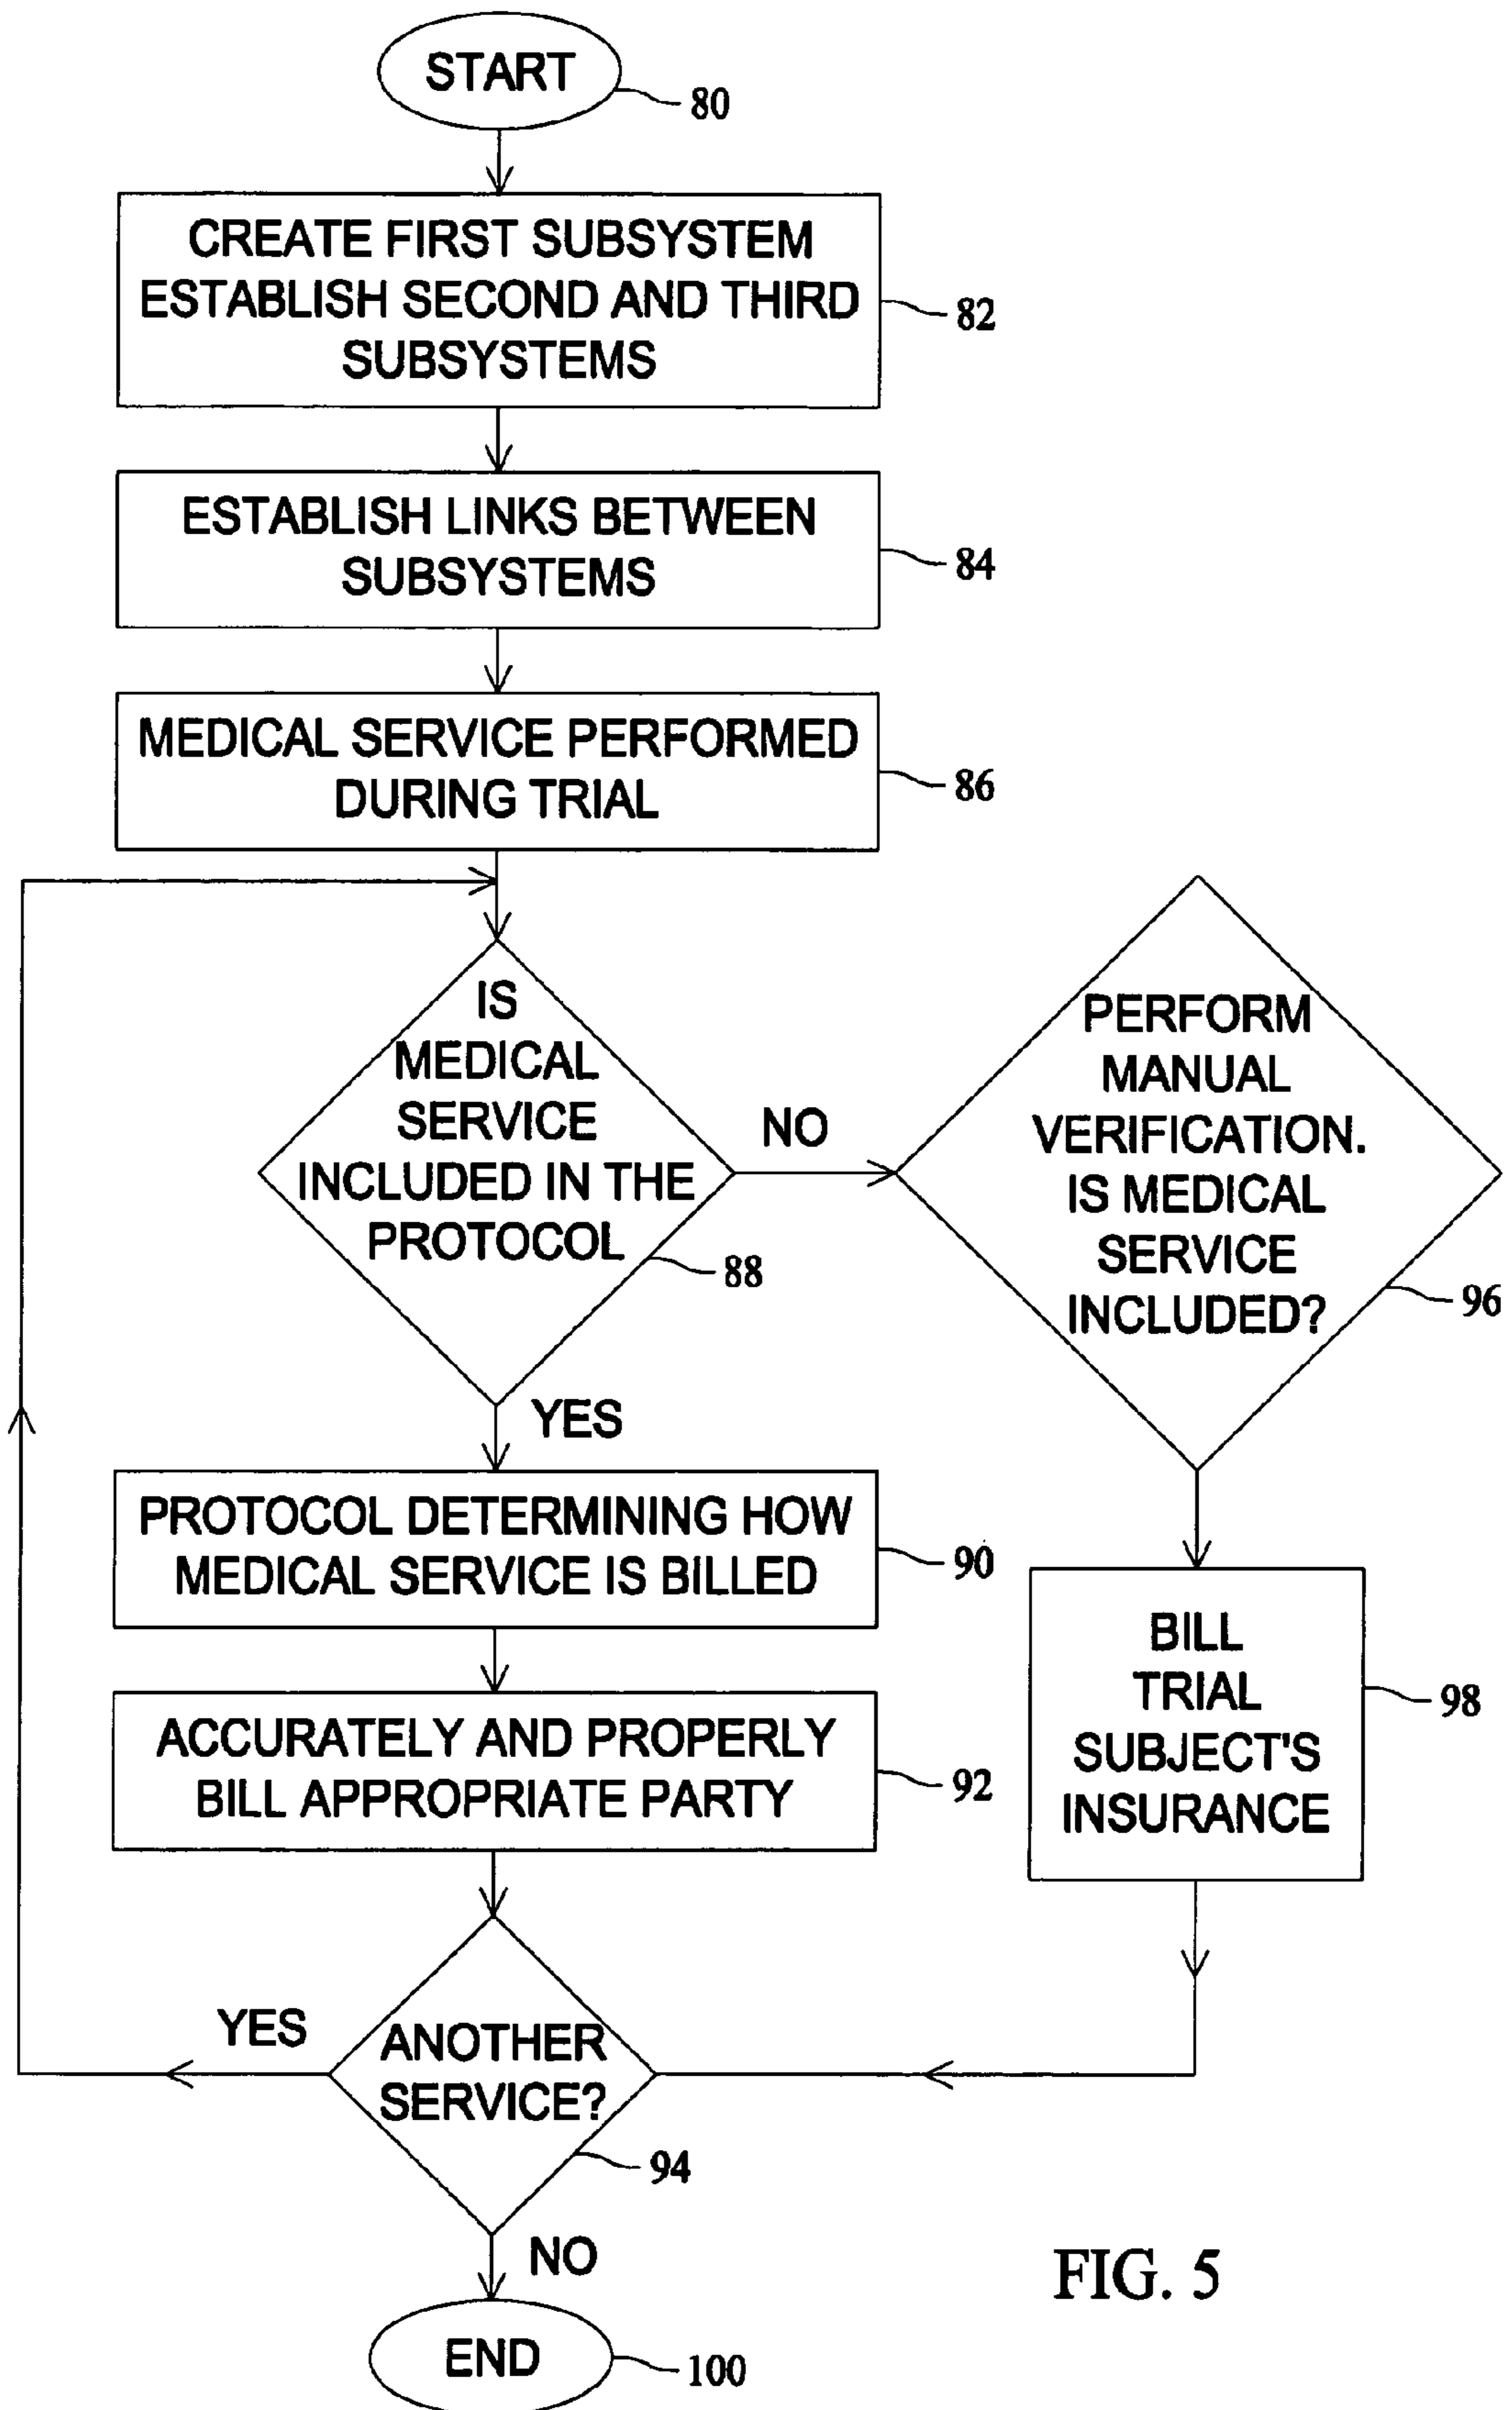 START
80
CREATE FIRST SUBSYSTEM
ESTABLISH SECOND AND THIRD
SUBSYSTEMS
82
ESTABLISH LINKS BETWEEN
SUBSYSTEMS
84
MEDICAL SERVICE PERFORMED
DURING TRIAL
86
IS
MEDICAL
SERVICE
INCLUDED IN THE
PROTOCOL
88
NO
PERFORM
MANUAL
VERIFICATION.
IS MEDICAL
SERVICE
INCLUDED?
96
YES
PROTOCOL DETERMINING HOW
MEDICAL SERVICE IS BILLED
90
ACCURATELY AND PROPERLY
BILL APPROPRIATE PARTY
92
BILL
TRIAL
SUBJECT'S
INSURANCE
98
YES
ANOTHER
SERVICE?
94
NO
END
100
FIG. 5